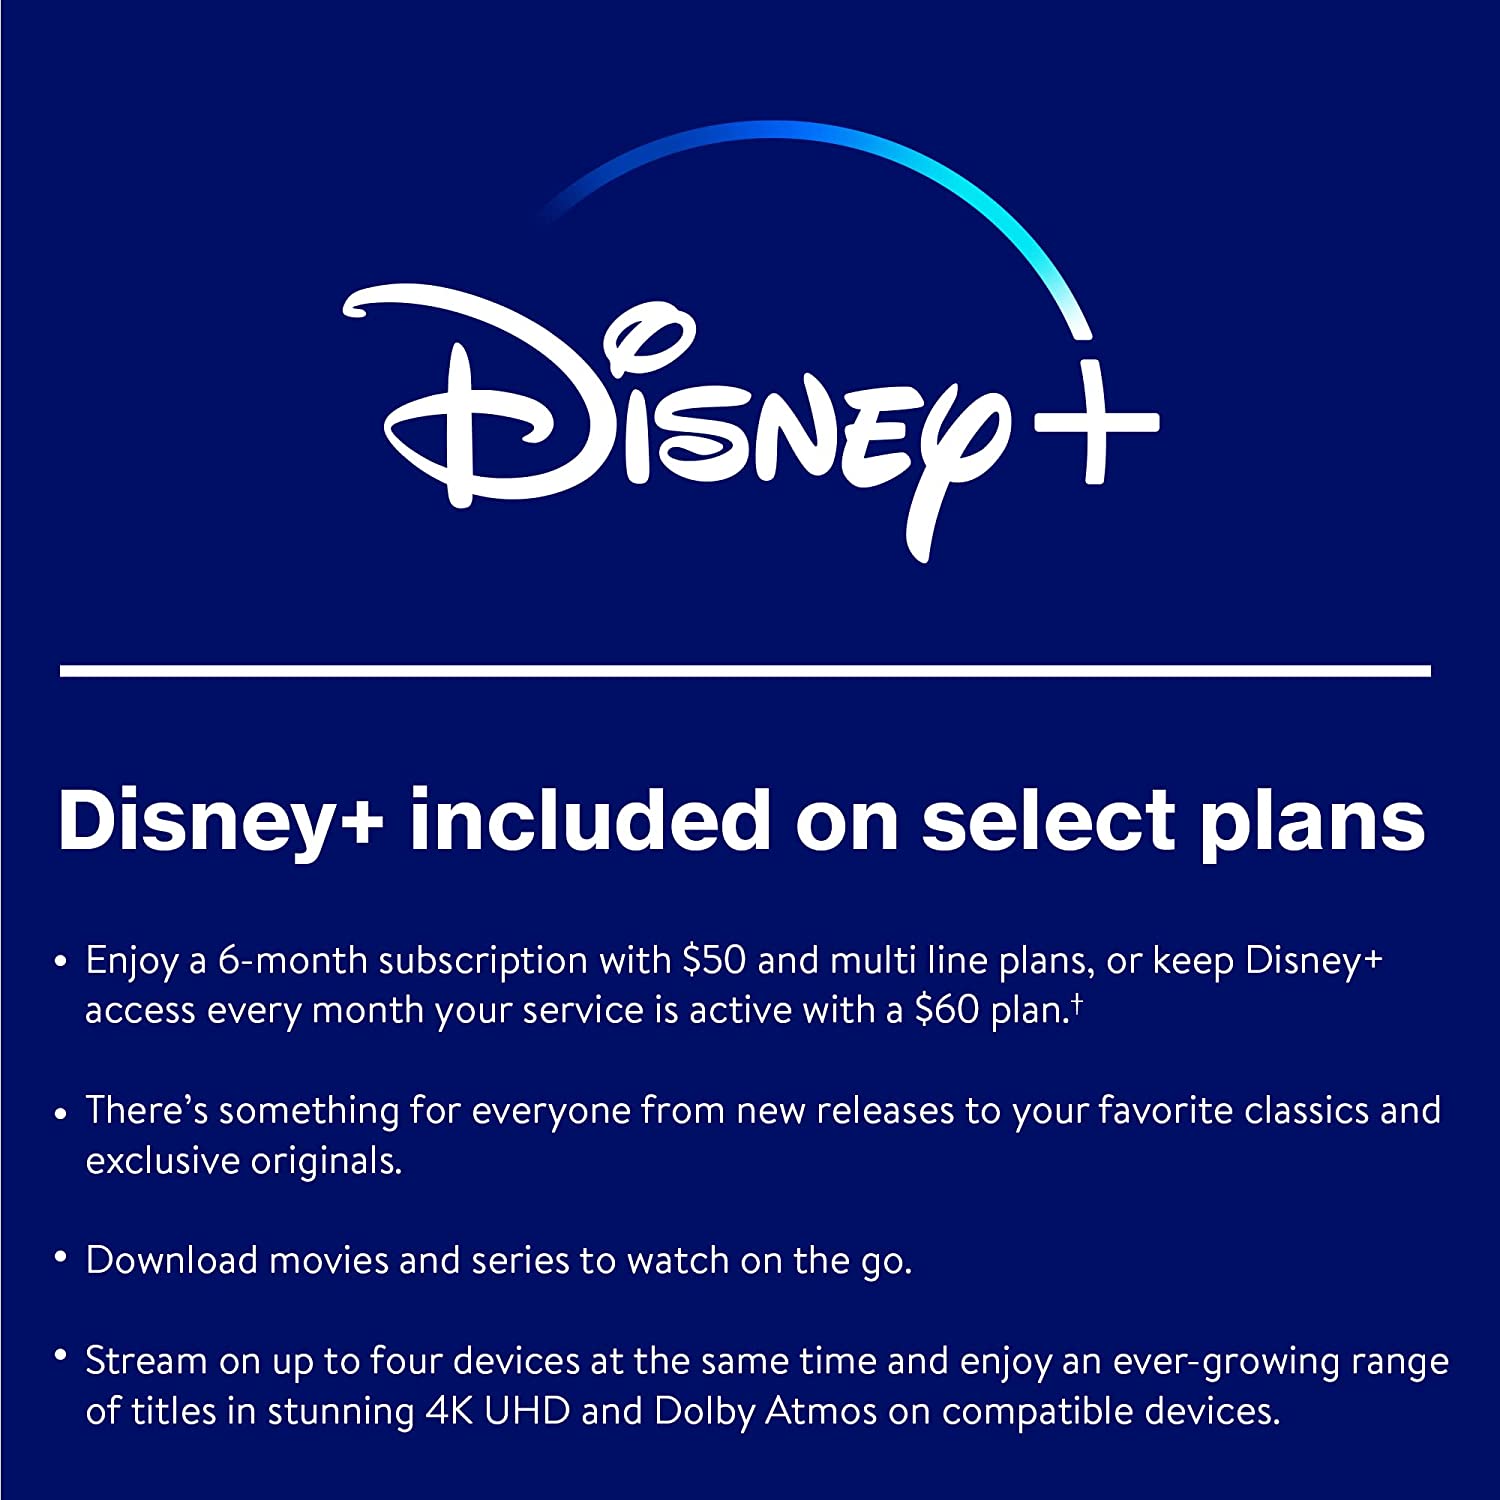 Disney+
Disney+ included on select plans
• Enjoy a 6-month subscription with $50 and multi line plans, or keep Disney+
access every month your service is active with a $60 plan.†
• There’s something for everyone from new releases to your favorite classics and
exclusive originals.
• Download movies and series to watch on the go.
• Stream on up to four devices at the same time and enjoy an ever-growing range
of titles in stunning 4K UHD and Dolby Atmos on compatible devices.